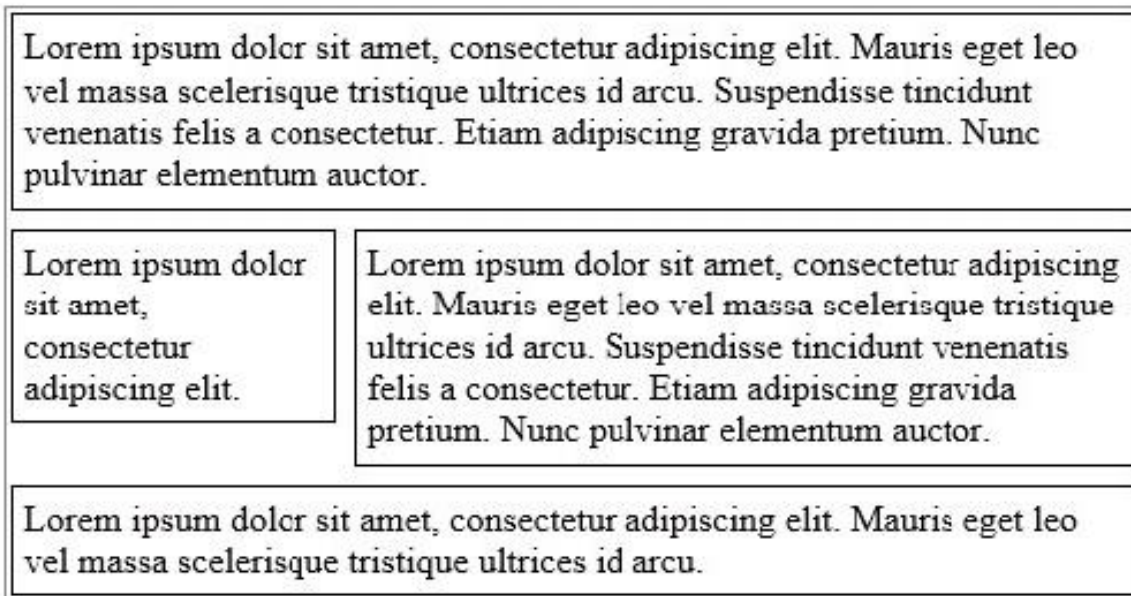 Lorem ipsum dolor sit amet, consectetur adipiscing elit. Mauris eget leo
vel massa scelerisque tristique ultrices id arcu. Suspendisse tincidunt
venenatis felis a consectetur. Etiam adipiscing gravida pretium. Nunc
pulvinar elementum auctor.
Lorem ipsum dolor
sit amet,
consectetur
adipiscing elit.
Lorem ipsum dolor sit amet, consectetur adipiscing
elit. Mauris eget leo vel massa scelerisque tristique
ultrices id arcu. Suspendisse tincidunt venenatis
felis a consectetur. Etiam adipiscing gravida
pretium. Nunc pulvinar elementum auctor.
Lorem ipsum dolor sit amet, consectetur adipiscing elit. Mauris eget leo
vel massa scelerisque tristique ultrices id arcu.